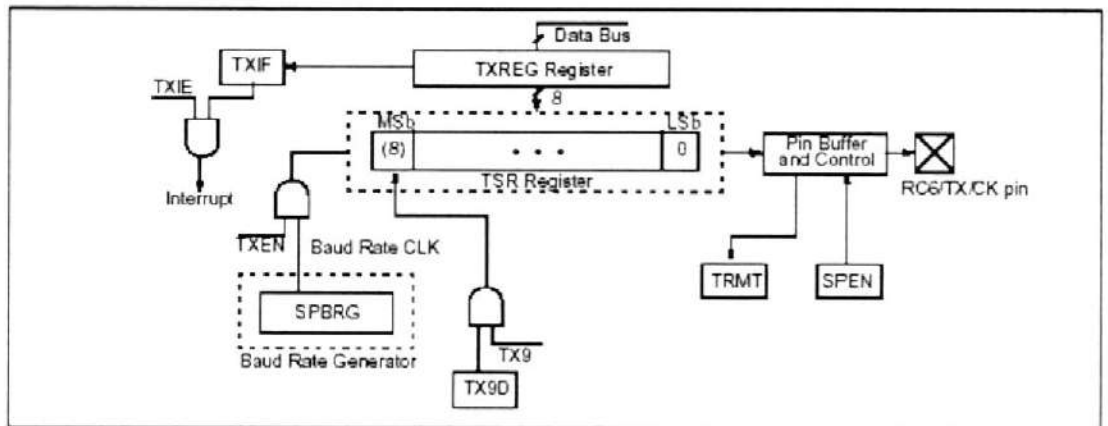 Data Bus
TXIF
TXREG Register
TXIE
8
MSb
LSb
(8)
• • •
0
Pin Buffer
and Control
TSR Register
RC6/TX/CK pin
Interrupt
TXEN
Baud Rate CLK
TRMT
SPEN
SPBRG
Baud Rate Generator
TX9
TX9D